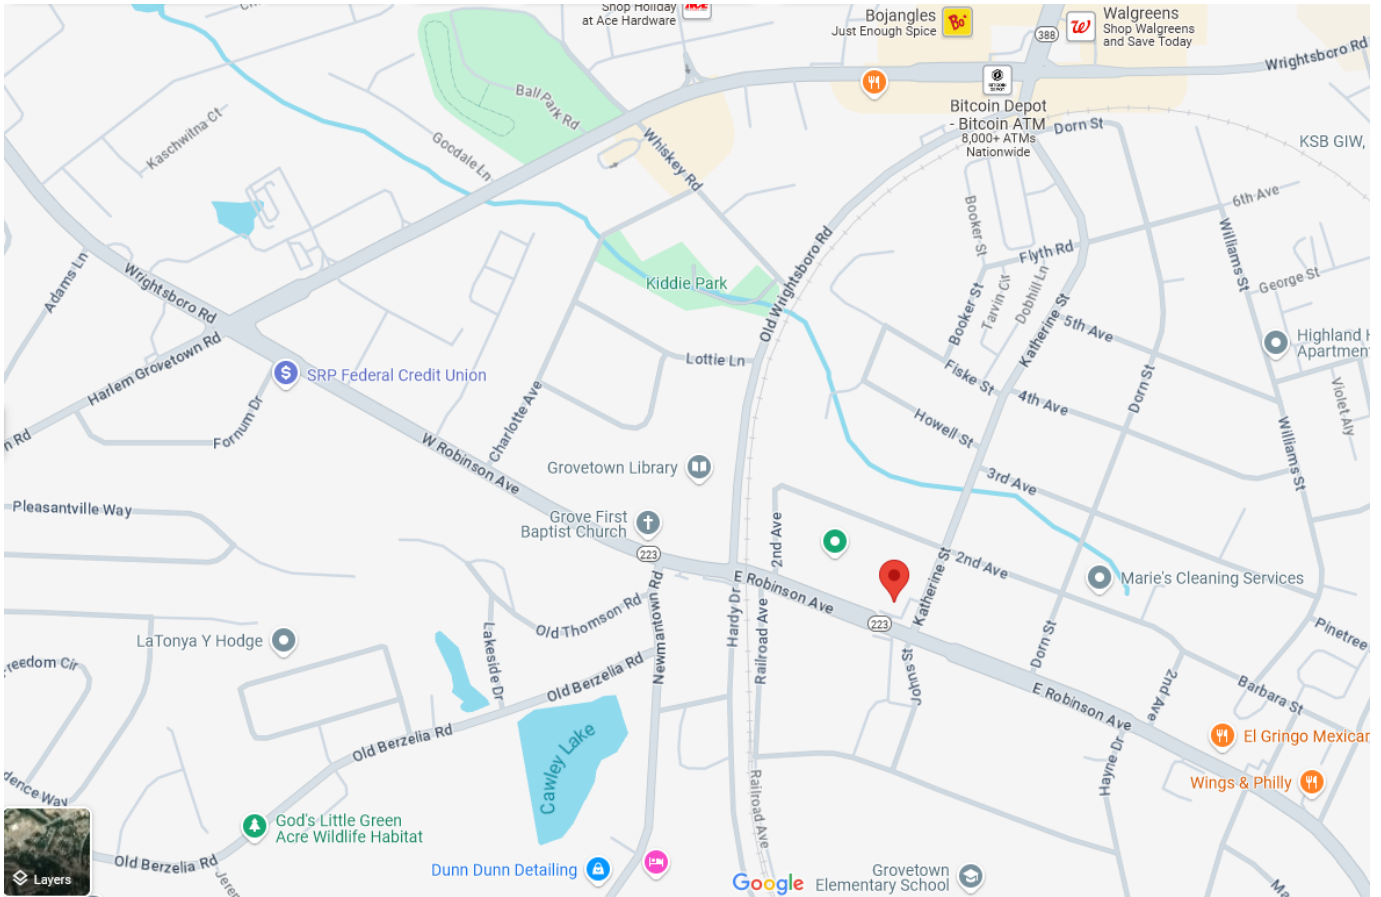 Shop Holiday
at Ace Hardware
ACE
Bojangles
Just Enough Spice
Bo
388
W
Walgreens
Shop Walgreens
and Save Today
Wrightsboro Rd
Bitcoin Depot
- Bitcoin ATM
8,000+ ATMs
Nationwide
Dorn St
KSB GIW,
Ball Park Rd
Whiskey Rd
Goodale Ln
Kaschwilna Ct
Booker St
6th Ave
Williams St
George St
Flyth Rd
Adams Ln
Wrightsboro Rd
Kiddie Park
Old Wrightsboro Rd
Booker St
Tarvin Cir
Dobhill Ln
Katherine St
5th Ave
Highland H
Apartmen
Harlem Grovetown Rd
n Rd
SRP Federal Credit Union
Lottie Ln
Fiske St
4th Ave
Dorn St
Violet Aly
Fornum Dr
Charlotte Ave
W Robinson Ave
Howell St
Williams St
Grovetown Library
3rd Ave
Pleasantville Way
Grove First
Baptist Church
223
2nd Ave
2nd Ave
Marie's Cleaning Services
E Robinson Ave
Katherine St
223
Old Thomson Rd
Newmantown Rd
Hardy Dr
Railroad Ave
LaTonya Y Hodge
Lakeside Dr
Johns St
Dorn St
Pinetree
reedom Cir
Old Berzelia Rd
E Robinson Ave
2nd Ave
Barbara St
Old Berzelia Rd
Cawley Lake
Hayne Dr
El Gringo Mexican
Wings & Philly
dence Way
Railroad Ave
God's Little Green
Acre Wildlife Habitat
Old Berzelia Rd
Jerem
Dunn Dunn Detailing
Google
Grovetown
Elementary School
Layers